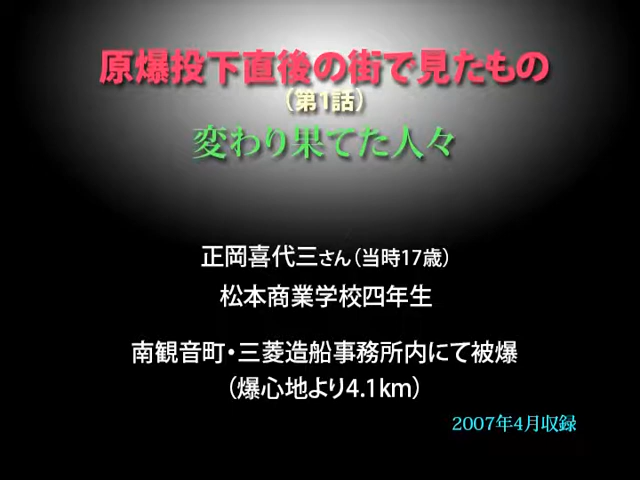 原爆投下直後の街で見たもの
（第1話）
変わり果てた人々
正岡喜代三さん（当時17歳）
松本商業学校四年生
南観音町・三菱造船事務所内にて被爆
（爆心地より4.1km）
2007年4月収録